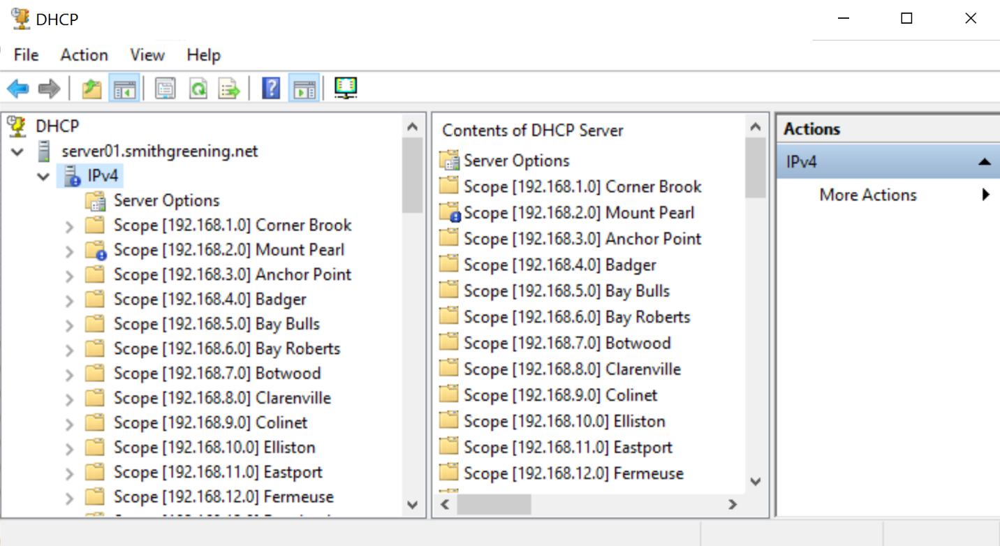 DHCP
File Action View Help
DHCP
server01.smithgreening.net
IPv4
Server Options
Scope [192.168.1.0] Corner Brook
Scope [192.168.2.0] Mount Pearl
Scope [192.168.3.0] Anchor Point
Scope [192.168.4.0] Badger
Scope [192.168.5.0] Bay Bulls
Scope [192.168.6.0] Bay Roberts
Scope [192.168.7.0] Botwood
Scope [192.168.8.0] Clarenville
Scope [192.168.9.0] Colinet
Scope [192.168.10.0] Elliston
Scope [192.168.11.0] Eastport
Scope [192.168.12.0] Fermeuse
Contents of DHCP Server
Server Options
Scope [192.168.1.0] Corner Brook
Scope [192.168.2.0] Mount Pearl
Scope [192.168.3.0] Anchor Point
Scope [192.168.4.0] Badger
Scope [192.168.5.0] Bay Bulls
Scope [192.168.6.0] Bay Roberts
Scope [192.168.7.0] Botwood
Scope [192.168.8.0] Clarenville
Scope [192.168.9.0] Colinet
Scope [192.168.10.0] Elliston
Scope [192.168.11.0] Eastport
Scope [192.168.12.0] Fermeuse
Actions
IPv4
More Actions